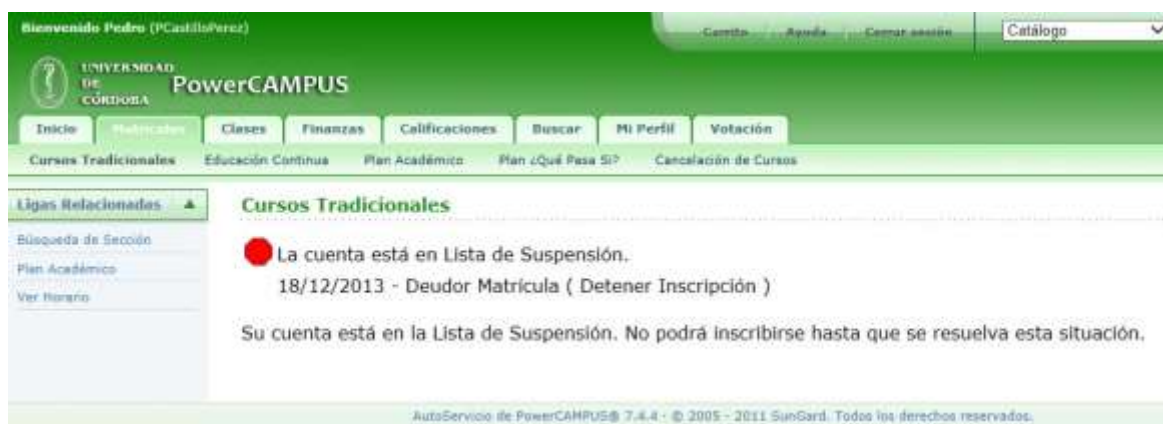 Bienvenido Pedro (PCastilloPerez)
Carrito Ayuda Cerrar sesión Catálogo
UNIVERSIDAD
DE
CÓRDOBA
PowerCAMPUS
Inicio Matrículas Clases Finanzas Calificaciones Buscar Mi Perfil Votación
Cursos Tradicionales Educación Continua Plan Académico Plan ¿Qué Pasa Si? Cancelación de Cursos
Ligas Relacionadas
Búsqueda de Sección
Plan Académico
Ver Horario
Cursos Tradicionales
La cuenta está en Lista de Suspensión.
18/12/2013 - Deudor Matrícula ( Detener Inscripción )
Su cuenta está en la Lista de Suspensión. No podrá inscribirse hasta que se resuelva esta situación.
AutoServicio de PowerCAMPUS® 7.4.4 - © 2005 - 2011 SunGard. Todos los derechos reservados.